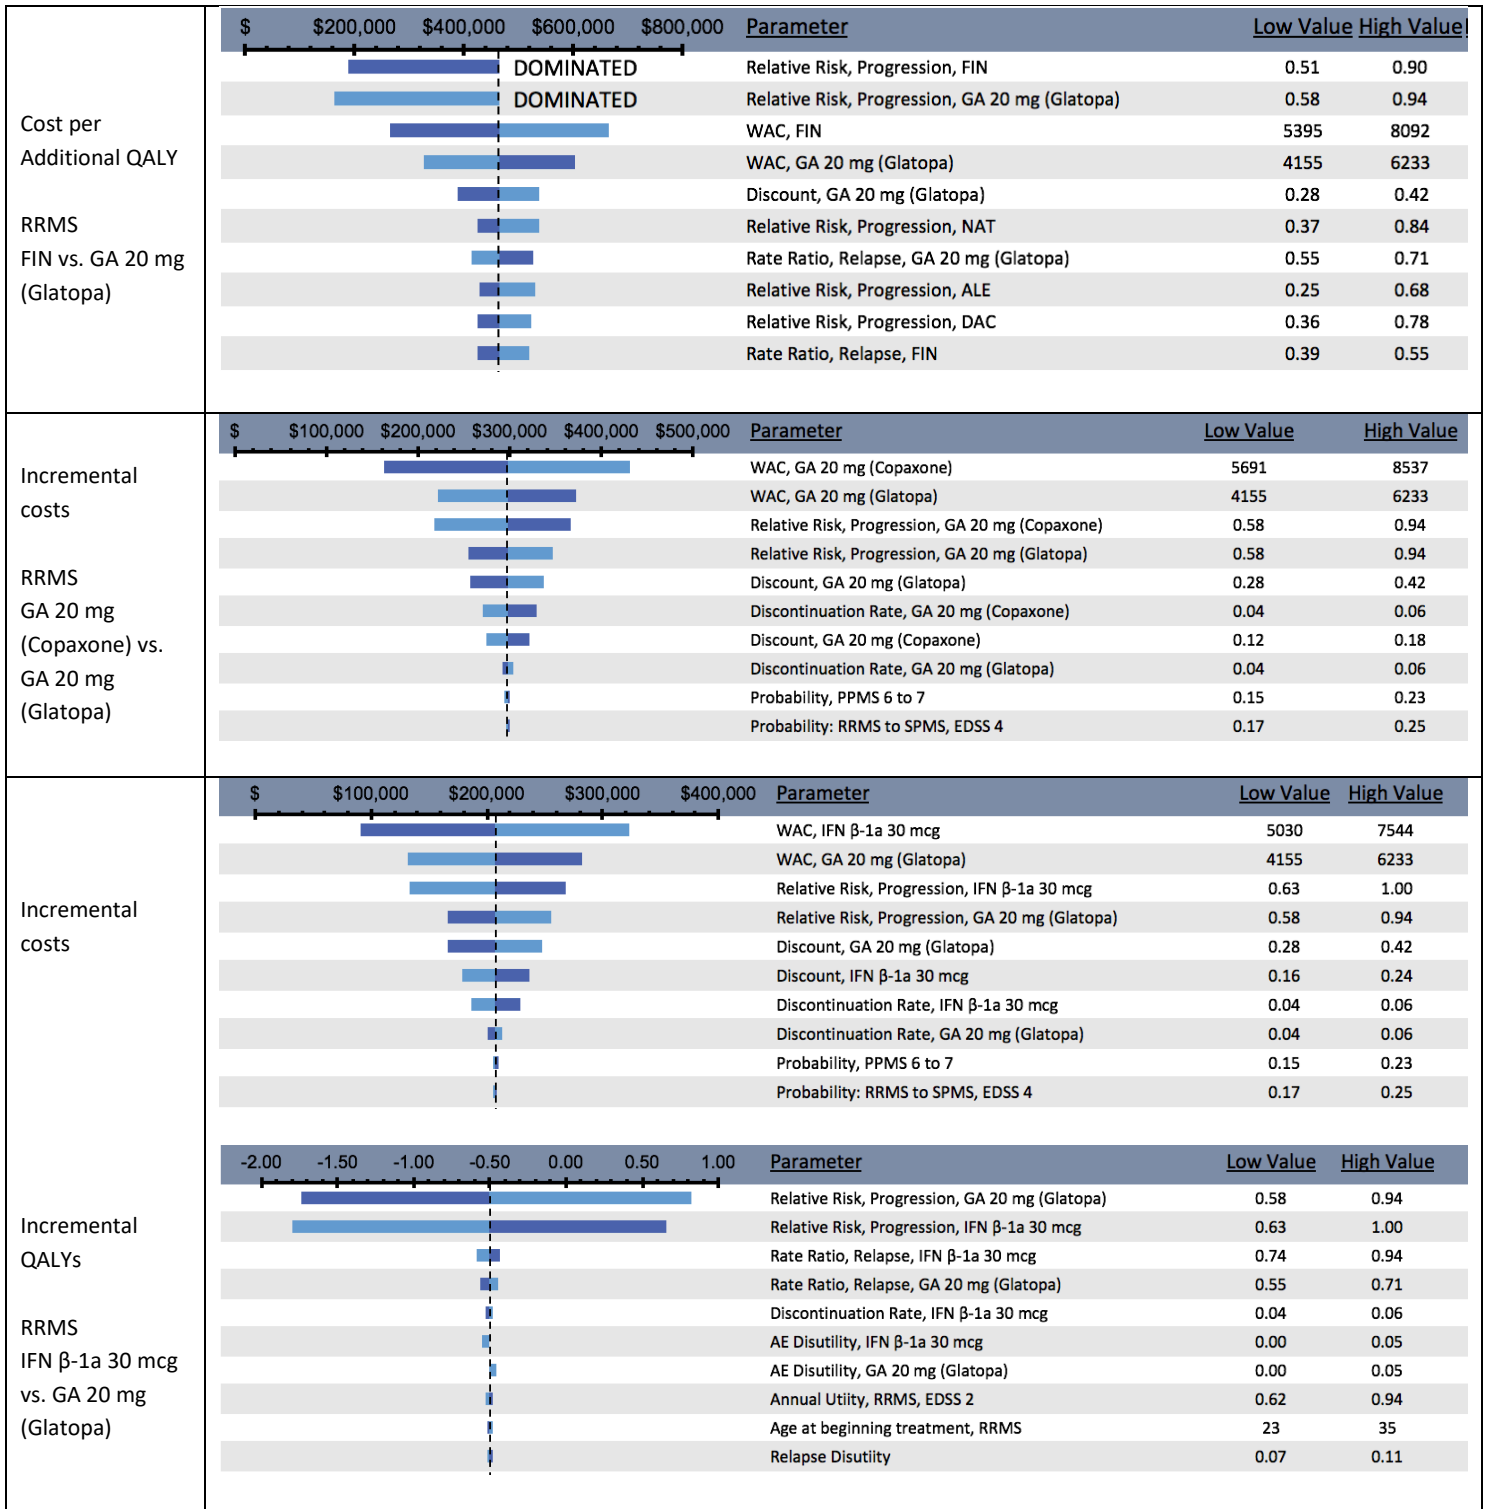 Cost per
Additional QALY
RRMS
FIN vs. GA 20 mg
(Glatopa)
$ $200,000 $400,000 $600,000 $800,000 Parameter Low Value High Value
DOMINATED Relative Risk, Progression, FIN 0.51 0.90
DOMINATED Relative Risk, Progression, GA 20 mg (Glatopa) 0.58 0.94
WAC, FIN 5395 8092
WAC, GA 20 mg (Glatopa) 4155 6233
Discount, GA 20 mg (Glatopa) 0.28 0.42
Relative Risk, Progression, NAT 0.37 0.84
Rate Ratio, Relapse, GA 20 mg (Glatopa) 0.55 0.71
Relative Risk, Progression, ALE 0.25 0.68
Relative Risk, Progression, DAC 0.36 0.78
Rate Ratio, Relapse, FIN 0.39 0.55
Incremental
costs
RRMS
GA 20 mg
(Copaxone) vs.
GA 20 mg
(Glatopa)
$ $100,000 $200,000 $300,000 $400,000 $500,000 Parameter Low Value High Value
WAC, GA 20 mg (Copaxone) 5691 8537
WAC, GA 20 mg (Glatopa) 4155 6233
Relative Risk, Progression, GA 20 mg (Copaxone) 0.58 0.94
Relative Risk, Progression, GA 20 mg (Glatopa) 0.58 0.94
Discount, GA 20 mg (Glatopa) 0.28 0.42
Discontinuation Rate, GA 20 mg (Copaxone) 0.04 0.06
Discount, GA 20 mg (Copaxone) 0.12 0.18
Discontinuation Rate, GA 20 mg (Glatopa) 0.04 0.06
Probability, PPMS 6 to 7 0.15 0.23
Probability: RRMS to SPMS, EDSS 4 0.17 0.25
Incremental
costs
$ $100,000 $200,000 $300,000 $400,000 Parameter Low Value High Value
WAC, IFN β-1a 30 mcg 5030 7544
WAC, GA 20 mg (Glatopa) 4155 6233
Relative Risk, Progression, IFN β-1a 30 mcg 0.63 1.00
Relative Risk, Progression, GA 20 mg (Glatopa) 0.58 0.94
Discount, GA 20 mg (Glatopa) 0.28 0.42
Discount, IFN β-1a 30 mcg 0.16 0.24
Discontinuation Rate, IFN β-1a 30 mcg 0.04 0.06
Discontinuation Rate, GA 20 mg (Glatopa) 0.04 0.06
Probability, PPMS 6 to 7 0.15 0.23
Probability: RRMS to SPMS, EDSS 4 0.17 0.25
Incremental
QALYs
RRMS
IFN β-1a 30 mcg
vs. GA 20 mg
(Glatopa)
-2.00 -1.50 -1.00 -0.50 0.00 0.50 1.00 Parameter Low Value High Value
Relative Risk, Progression, GA 20 mg (Glatopa) 0.58 0.94
Relative Risk, Progression, IFN β-1a 30 mcg 0.63 1.00
Rate Ratio, Relapse, IFN β-1a 30 mcg 0.74 0.94
Rate Ratio, Relapse, GA 20 mg (Glatopa) 0.55 0.71
Discontinuation Rate, IFN β-1a 30 mcg 0.04 0.06
AE Disutility, IFN β-1a 30 mcg 0.00 0.05
AE Disutility, GA 20 mg (Glatopa) 0.00 0.05
Annual Utiity, RRMS, EDSS 2 0.62 0.94
Age at beginning treatment, RRMS 23 35
Relapse Disutiity 0.07 0.11